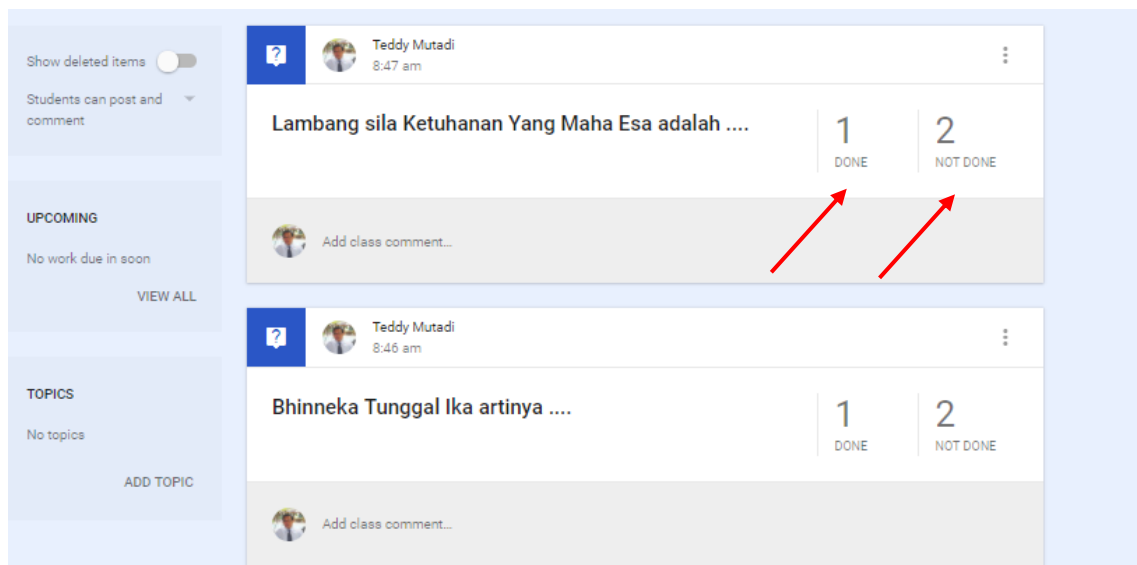 Show deleted items
Students can post and
comment
UPCOMING
No work due in soon
VIEW ALL
TOPICS
No topics
ADD TOPIC
Teddy Mutadi
8:47 am
Lambang sila Ketuhanan Yang Maha Esa adalah ....
1
DONE
2
NOT DONE
Add class comment...
Teddy Mutadi
8:46 am
Bhinneka Tunggal Ika artinya ....
1
DONE
2
NOT DONE
Add class comment...